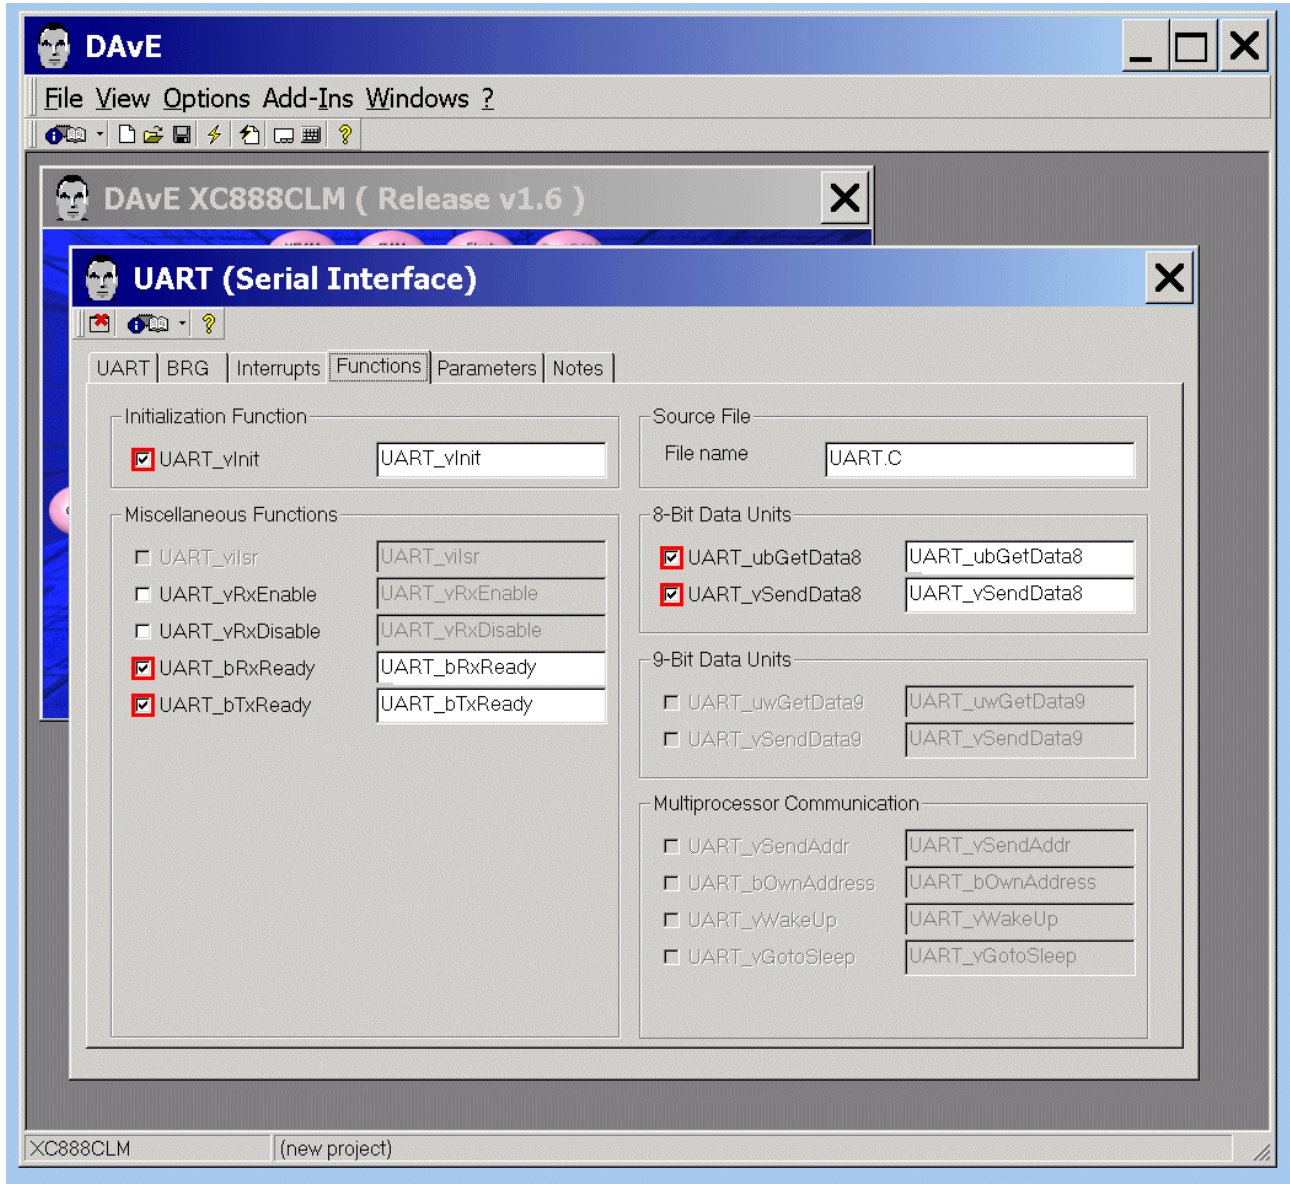 DAvE
File View Options Add-Ins Windows ?
DAvE XC888CLM ( Release v1.6 )
UART (Serial Interface)
UART BRG Interrupts Functions Parameters Notes
Initialization Function
UART_vInit UART_vInit
Source File
File name UART.C
Miscellaneous Functions
UART_viIsr UART_viIsr
UART_vRxEnable UART_vRxEnable
UART_vRxDisable UART_vRxDisable
UART_bRxReady UART_bRxReady
UART_bTxReady UART_bTxReady
8-Bit Data Units
UART_ubGetData8 UART_ubGetData8
UART_vSendData8 UART_vSendData8
9-Bit Data Units
UART_uwGetData9 UART_uwGetData9
UART_vSendData9 UART_vSendData9
Multiprocessor Communication
UART_vSendAddr UART_vSendAddr
UART_bOwnAddress UART_bOwnAddress
UART_vWakeUp UART_vWakeUp
UART_vGotoSleep UART_vGotoSleep
XC888CLM (new project)